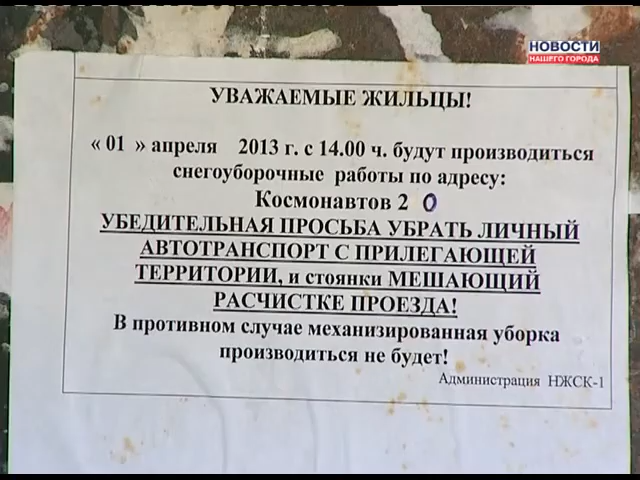 НОВОСТИ
НАШЕГО ГОРОДА
УВАЖАЕМЫЕ ЖИЛЬЦЫ!
« 01 » апреля 2013 г. с 14.00 ч. будут производиться
снегоуборочные работы по адресу:
Космонавтов 2 0
УБЕДИТЕЛЬНАЯ ПРОСЬБА УБРАТЬ ЛИЧНЫЙ
АВТОТРАНСПОРТ С ПРИЛЕГАЮЩЕЙ
ТЕРРИТОРИИ, и стоянки МЕШАЮЩИЙ
РАСЧИСТКЕ ПРОЕЗДА!
В противном случае механизированная уборка
производиться не будет!
Администрация НЖСК-1